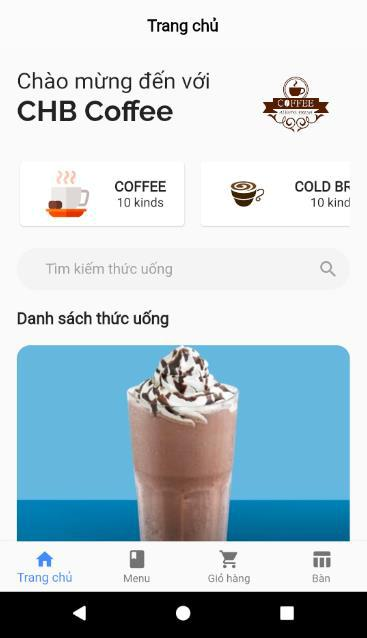 Trang chủ
Chào mừng đến với
CHB Coffee
COFFEE
COFFEE
10 kinds
COLD BR
10 kind
Tìm kiếm thức uống
Danh sách thức uống
Trang chủ
Menu
Giỏ hàng
Bàn